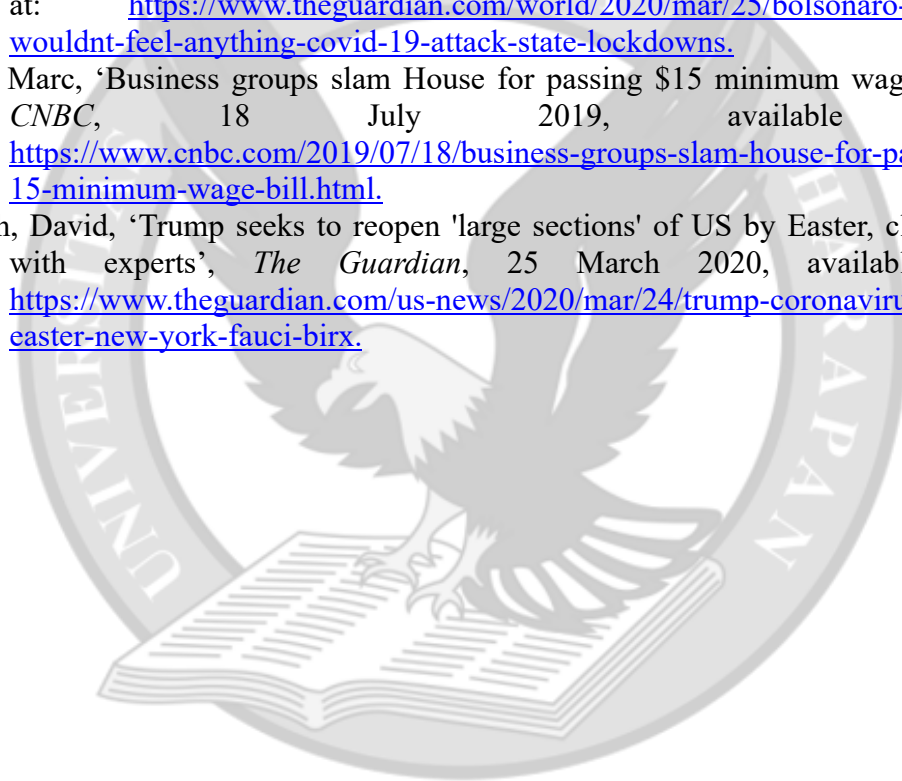 at: https://www.theguardian.com/world/2020/mar/25/bolsonaro-
wouldnt-feel-anything-covid-19-attack-state-lockdowns.
Marc, ‘Business groups slam House for passing $15 minimum wag
CNBC, 18 July 2019, available
https://www.cnbc.com/2019/07/18/business-groups-slam-house-for-pa
15-minimum-wage-bill.html.
n, David, ‘Trump seeks to reopen 'large sections' of US by Easter, cl
with experts’, The Guardian, 25 March 2020, availabl
https://www.theguardian.com/us-news/2020/mar/24/trump-coronaviru
easter-new-york-fauci-birx.
UNIVERSITAS
HARAPAN